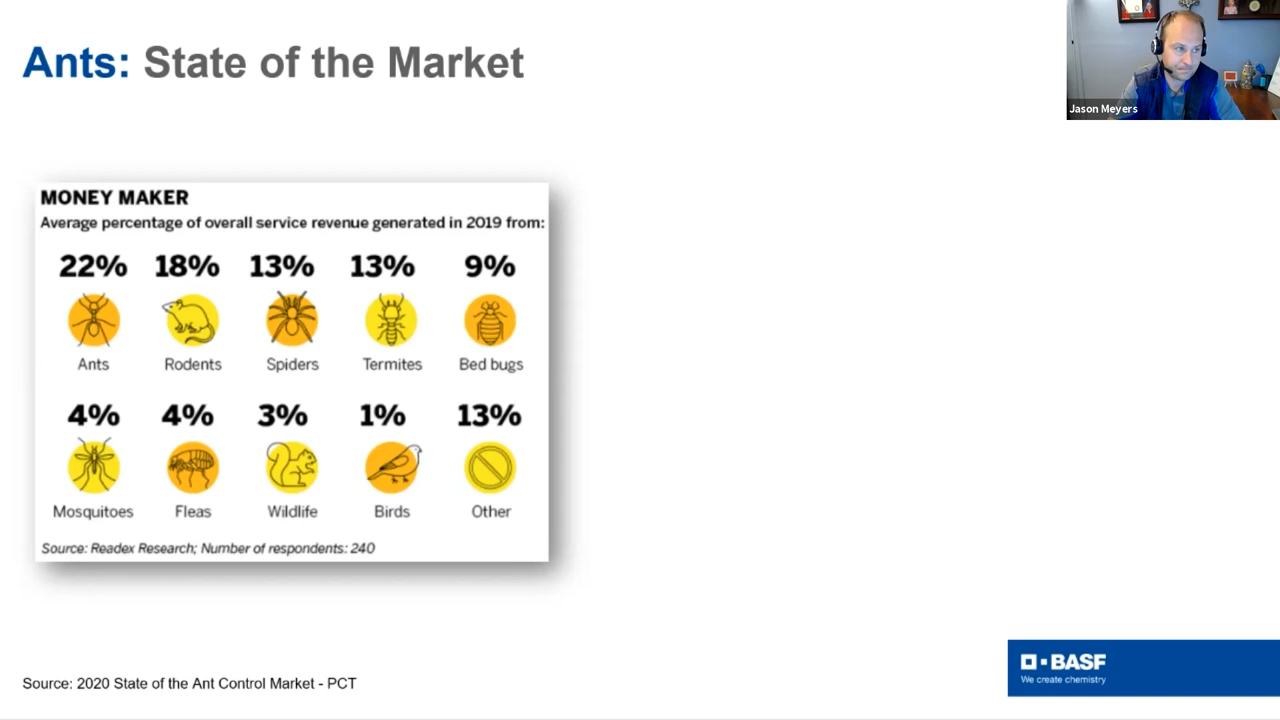 Ants: State of the Market
Jason Meyers
MONEY MAKER
Average percentage of overall service revenue generated in 2019 from:
22% 18% 13% 13% 9%
Ants Rodents Spiders Termites Bed bugs
4% 4% 3% 1% 13%
Mosquitoes Fleas Wildlife Birds Other
Source: Readex Research; Number of respondents: 240
BASF
We create chemistry
Source: 2020 State of the Ant Control Market - PCT